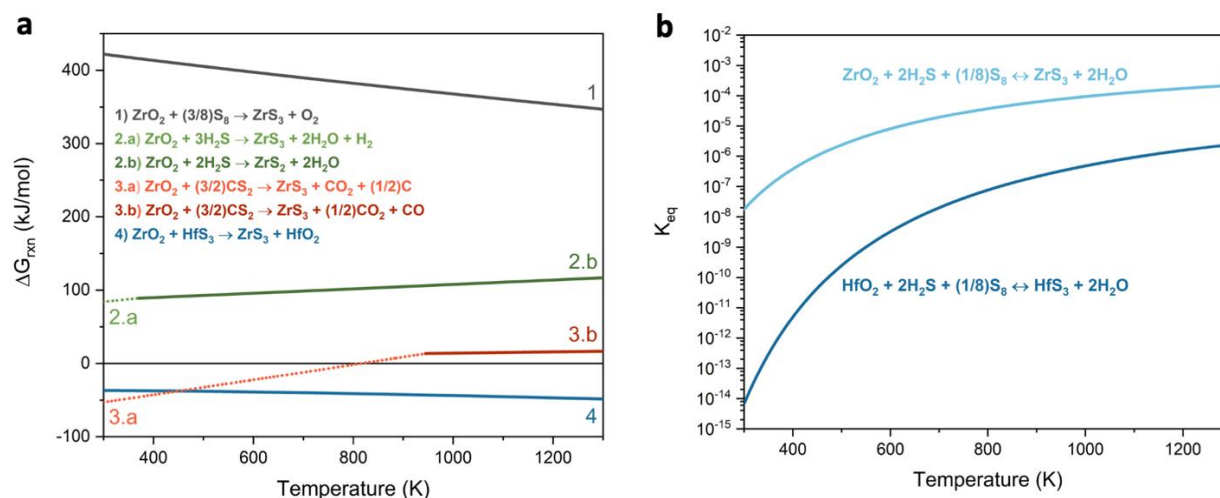 a
ΔG_rxn (kJ/mol)
400
300
200
100
0
-100
1
1) ZrO₂ + (3/8)S₈ → ZrS₃ + O₂
2.a) ZrO₂ + 3H₂S → ZrS₃ + 2H₂O + H₂
2.b) ZrO₂ + 2H₂S → ZrS₂ + 2H₂O
3.a) ZrO₂ + (3/2)CS₂ → ZrS₃ + CO₂ + (1/2)C
3.b) ZrO₂ + (3/2)CS₂ → ZrS₃ + (1/2)CO₂ + CO
4) ZrO₂ + HfS₃ → ZrS₃ + HfO₂
2.b
2.a
3.b
3.a
4
400 600 800 1000 1200
Temperature (K)
b
K_eq
10⁻²
10⁻³
10⁻⁴
10⁻⁵
10⁻⁶
10⁻⁷
10⁻⁸
10⁻⁹
10⁻¹⁰
10⁻¹¹
10⁻¹²
10⁻¹³
10⁻¹⁴
10⁻¹⁵
ZrO₂ + 2H₂S + (1/8)S₈ ↔ ZrS₃ + 2H₂O
HfO₂ + 2H₂S + (1/8)S₈ ↔ HfS₃ + 2H₂O
400 600 800 1000 1200
Temperature (K)